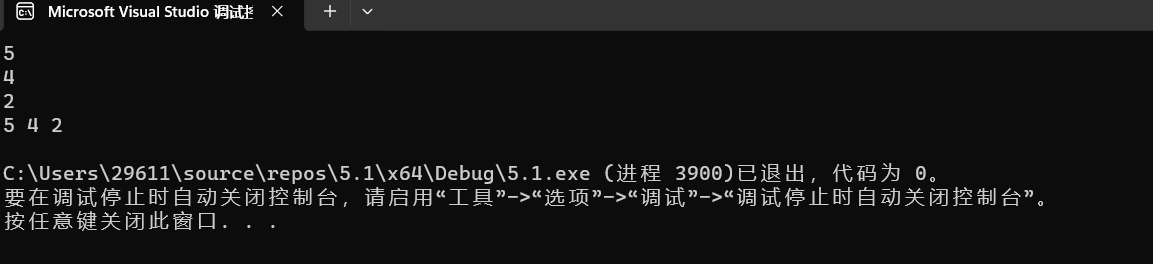 Microsoft Visual Studio 调试
5
4
2
5 4 2
C:\Users\29611\source\repos\5.1\x64\Debug\5.1.exe (进程 3900)已退出，代码为 0。
要在调试停止时自动关闭控制台，请启用“工具”->“选项”->“调试”->“调试停止时自动关闭控制台”。
按任意键关闭此窗口. . .